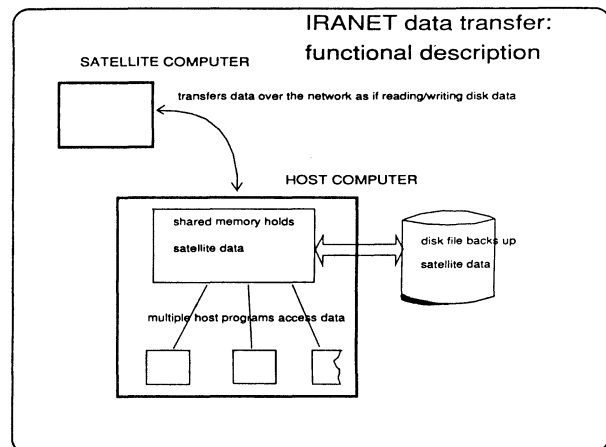 IRANET data transfer:
functional description
SATELLITE COMPUTER
transfers data over the network as if reading/writing disk data
HOST COMPUTER
shared memory holds
satellite data
disk file backs up
satellite data
multiple host programs access data